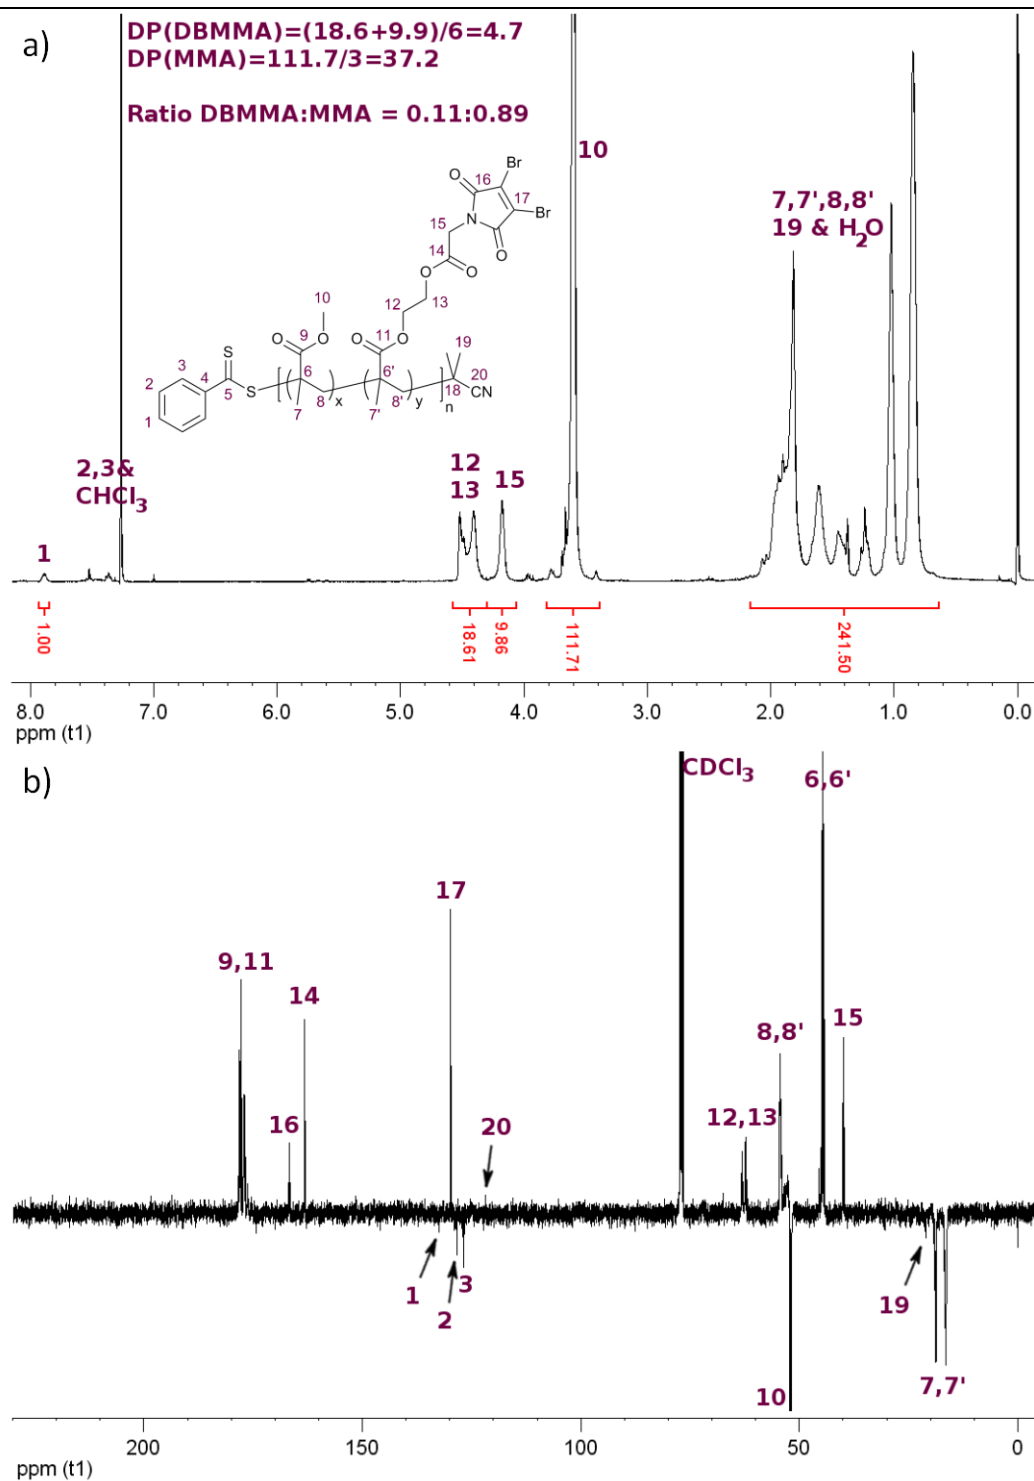 a)
DP(DBMMA)=(18.6+9.9)/6=4.7
DP(MMA)=111.7/3=37.2
Ratio DBMMA:MMA = 0.11:0.89
10
Br
16
O
17
Br
15
N
O
14
O
O
7,7',8,8'
19 & H2O
12
13
10
O
O
9
11
O
O
19
S
3
4
2
5
S
6
6'
18
20
CN
1
7
8
x
7'
8'
y
n
2,3&
CHCl3
12
13
15
1
1.00
18.61
9.86
111.71
241.50
8.0
7.0
6.0
5.0
4.0
3.0
2.0
1.0
0.0
ppm (t1)
b)
CDCl3
6,6'
17
9,11
14
8,8'
15
16
20
12,13
1
2
3
19
10
7,7'
200
150
100
50
0
ppm (t1)